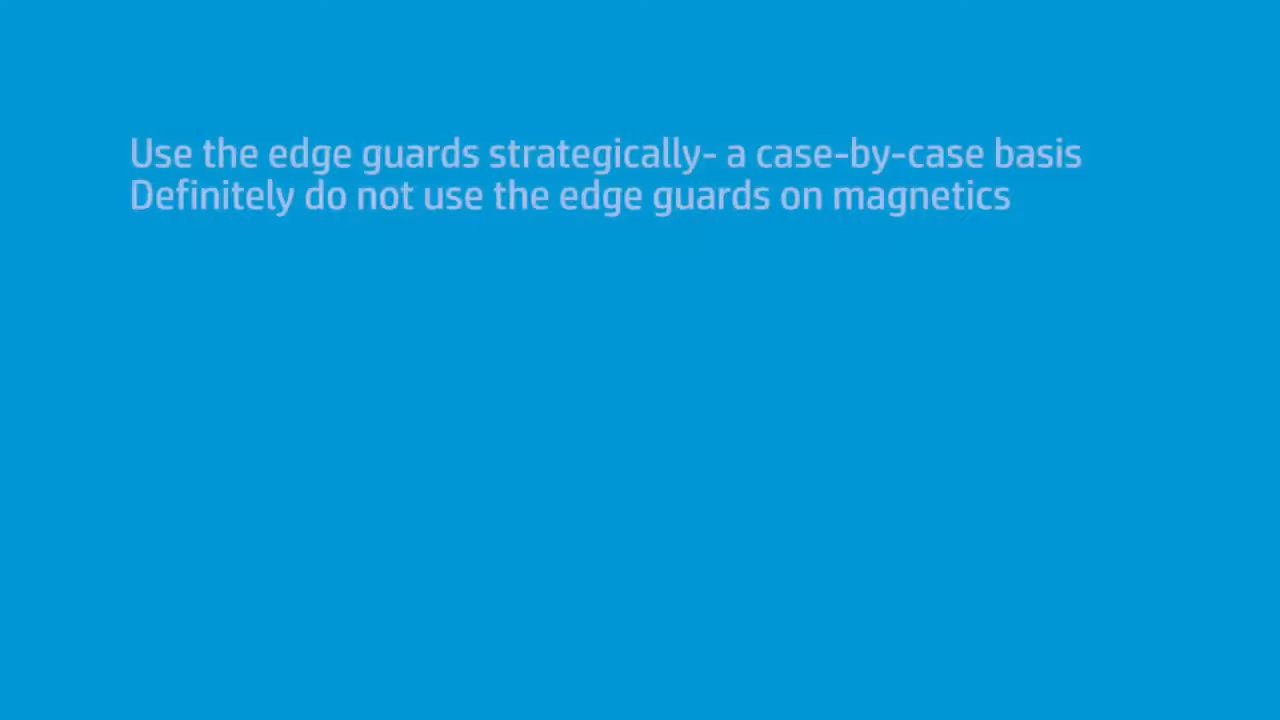 Use the edge guards strategically- a case-by-case basis
Definitely do not use the edge guards on magnetics